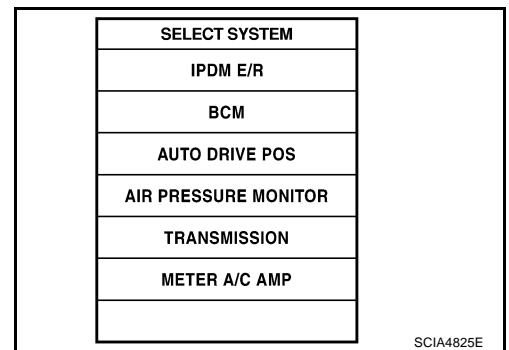 SELECT SYSTEM
IPDM E/R
BCM
AUTO DRIVE POS
AIR PRESSURE MONITOR
TRANSMISSION
METER A/C AMP
SCIA4825E